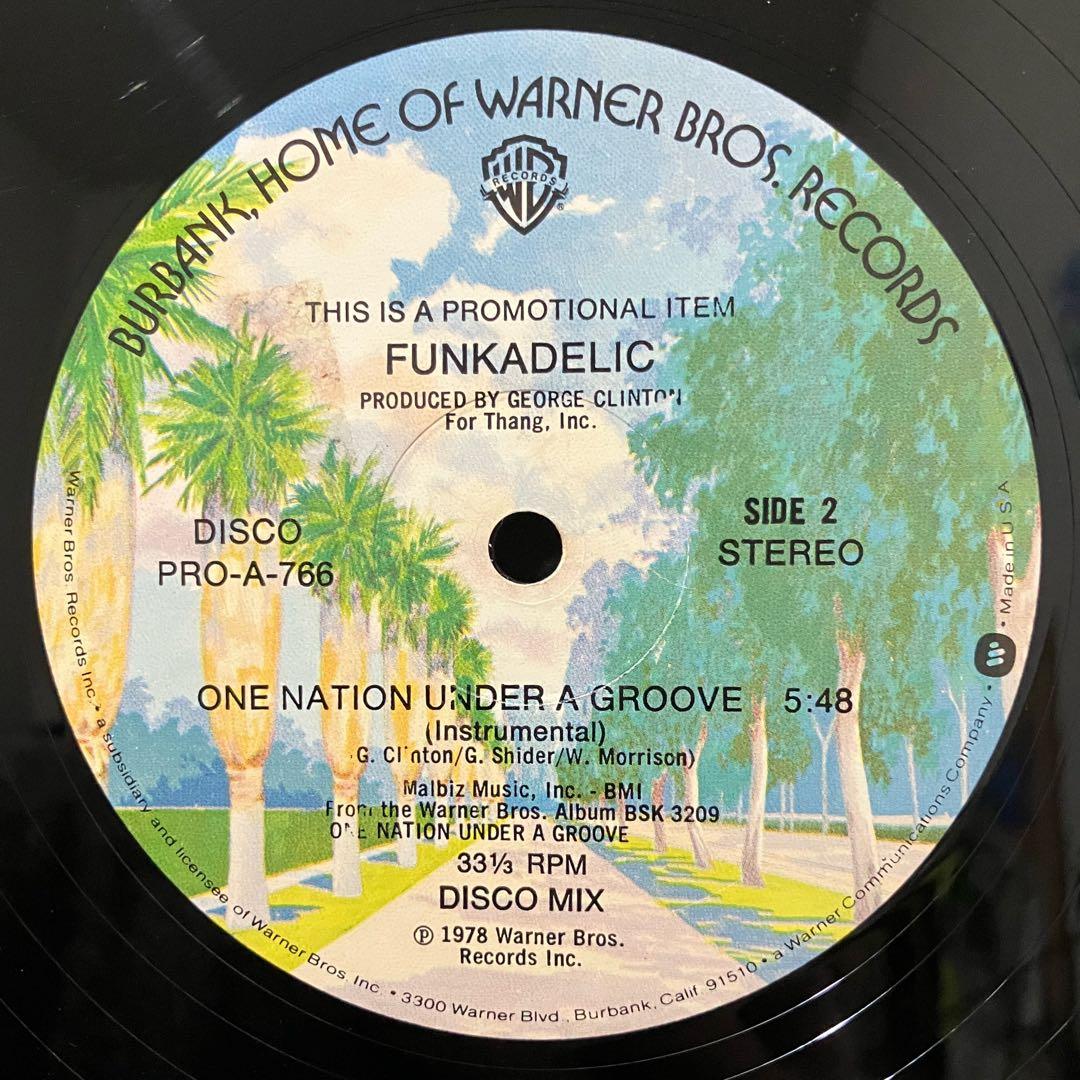 BURBANK, HOME OF WARNER BROS. RECORDS
WB
RECORDS
®
THIS IS A PROMOTIONAL ITEM
FUNKADELIC
PRODUCED BY GEORGE CLINTON
For Thang, Inc.
DISCO
PRO-A-766
SIDE 2
STEREO
ONE NATION UNDER A GROOVE 5:48
(Instrumental)
G. Clinton/G. Shider/W. Morrison)
Malbiz Music, Inc. - BMI
From the Warner Bros. Album BSK 3209
ONE NATION UNDER A GROOVE
33⅓ RPM
DISCO MIX
Ⓟ 1978 Warner Bros.
Records Inc.
Warner Bros. Records Inc. • a subsidiary and licensee of Warner Bros. Inc. • 3300 Warner Blvd., Burbank, Calif. 91510 • a Warner Communications Company • Made in U S A